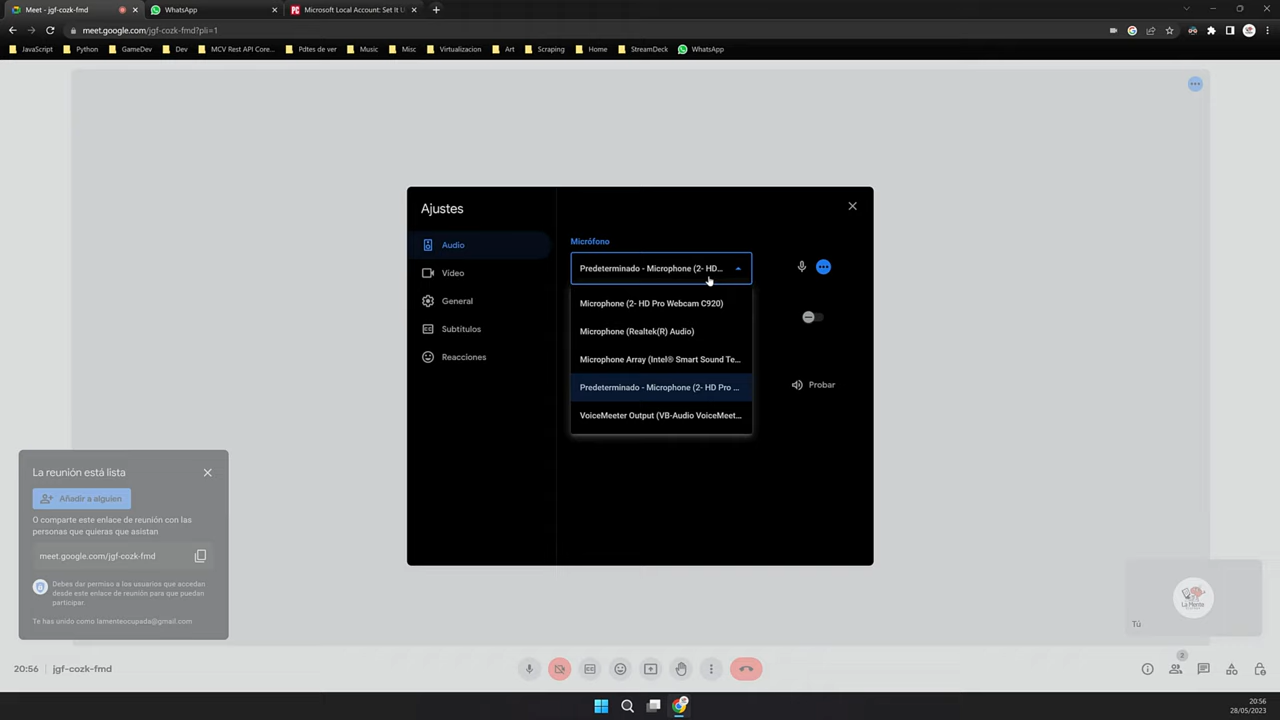 Meet - jgf-cozk-fmd
WhatsApp
Microsoft Local Account: Set It U
meet.google.com/jgf-cozk-fmd?pli=1
JavaScript
Python
GameDev
Dev
MCV Rest API Core...
Pdtes de ver
Music
Misc
Virtualizacion
Art
Scraping
Home
StreamDeck
WhatsApp
Ajustes
Audio
Vídeo
General
Subtítulos
Reacciones
Micrófono
Predeterminado - Microphone (2- HD...
Microphone (2- HD Pro Webcam C920)
Microphone (Realtek(R) Audio)
Microphone Array (Intel® Smart Sound Te...
Predeterminado - Microphone (2- HD Pro ...
VoiceMeeter Output (VB-Audio VoiceMeet...
Probar
La reunión está lista
Añadir a alguien
O comparte este enlace de reunión con las
personas que quieras que asistan
meet.google.com/jgf-cozk-fmd
Debes dar permiso a los usuarios que accedan
desde este enlace de reunión para que puedan
participar.
Te has unido como lamenteocupada@gmail.com
La Mente
Tú
20:56
jgf-cozk-fmd
2
20:56
28/05/2023